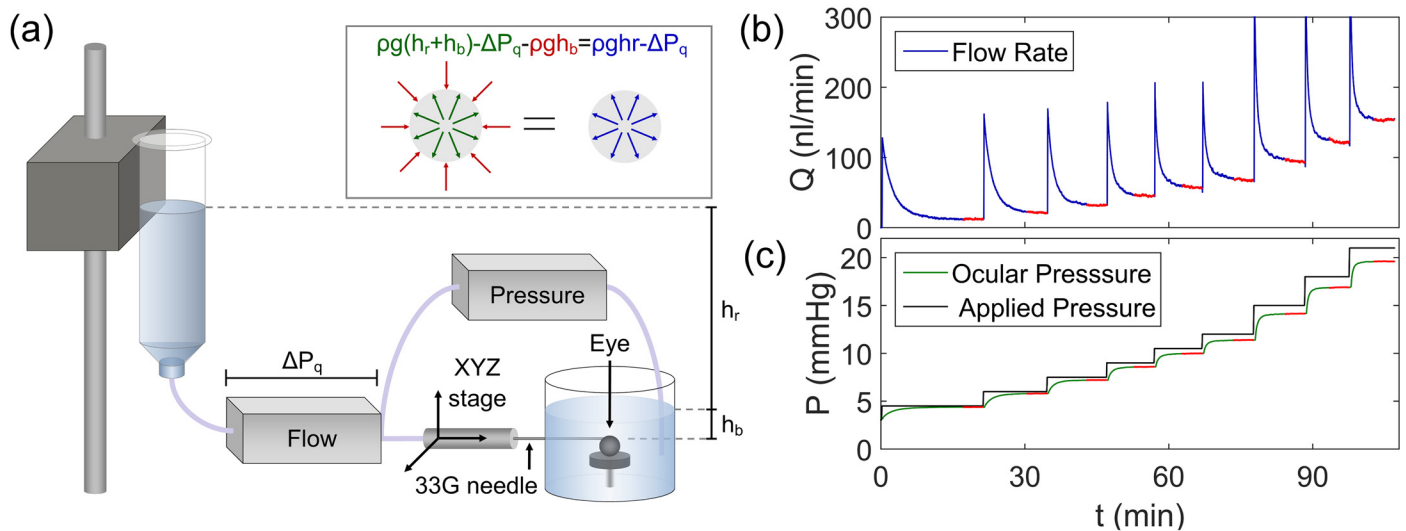 (a)
ρg(hr+hb)-ΔPq-ρghb=ρghr-ΔPq
=
Pressure
hr
Eye
ΔPq
XYZ
stage
hb
Flow
33G needle
(b)
300
200
100
0
Q (nl/min)
Flow Rate
(c)
20
15
10
5
0
P (mmHg)
Ocular Presssure
Applied Pressure
0
30
60
90
t (min)